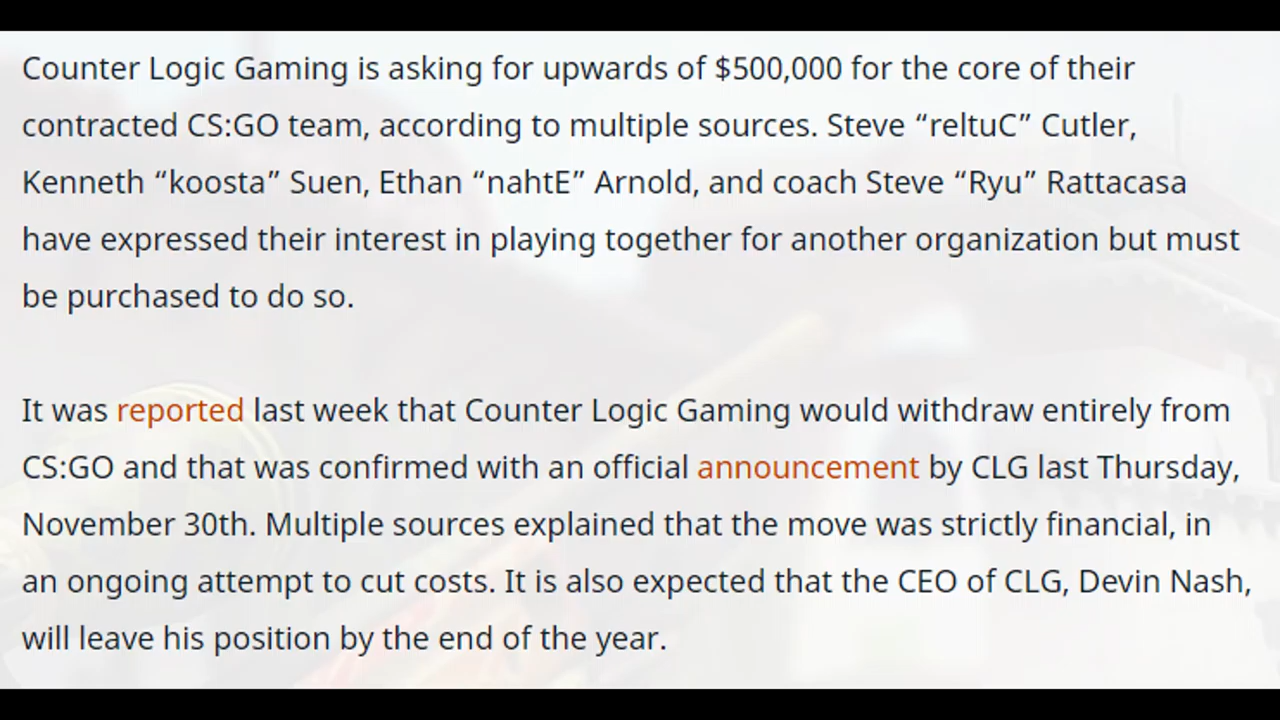 Counter Logic Gaming is asking for upwards of $500,000 for the core of their
contracted CS:GO team, according to multiple sources. Steve “reltuC” Cutler,
Kenneth “koosta” Suen, Ethan “nahtE” Arnold, and coach Steve “Ryu” Rattacasa
have expressed their interest in playing together for another organization but must
be purchased to do so.
It was reported last week that Counter Logic Gaming would withdraw entirely from
CS:GO and that was confirmed with an official announcement by CLG last Thursday,
November 30th. Multiple sources explained that the move was strictly financial, in
an ongoing attempt to cut costs. It is also expected that the CEO of CLG, Devin Nash,
will leave his position by the end of the year.